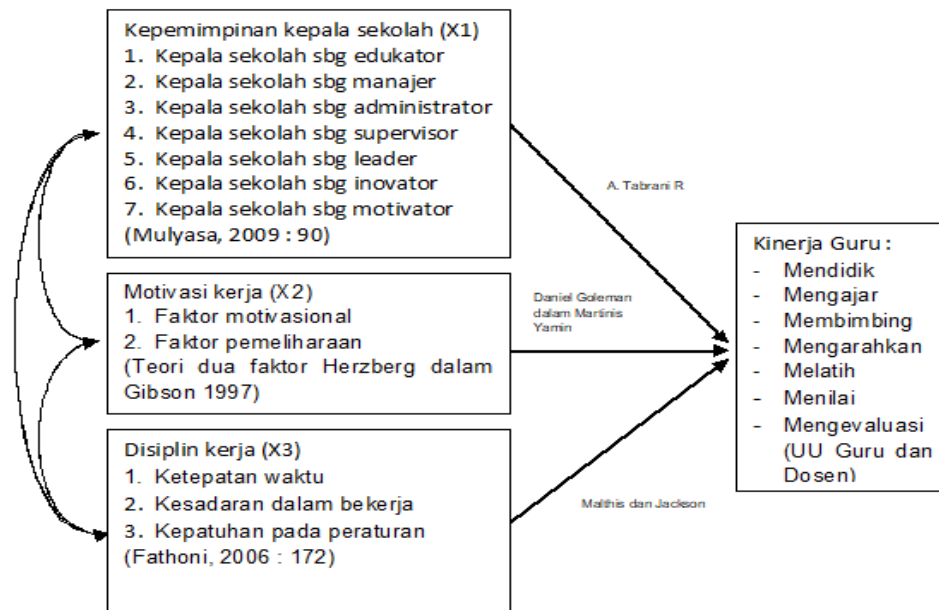 Kepemimpinan kepala sekolah (X1)
1. Kepala sekolah sbg edukator
2. Kepala sekolah sbg manajer
3. Kepala sekolah sbg administrator
4. Kepala sekolah sbg supervisor
5. Kepala sekolah sbg leader
6. Kepala sekolah sbg inovator
7. Kepala sekolah sbg motivator
(Mulyasa, 2009 : 90)
Motivasi kerja (X2)
1. Faktor motivasional
2. Faktor pemeliharaan
(Teori dua faktor Herzberg dalam
Gibson 1997)
Disiplin kerja (X3)
1. Ketepatan waktu
2. Kesadaran dalam bekerja
3. Kepatuhan pada peraturan
(Fathoni, 2006 : 172)
A. Tabrani R
Daniel Goleman
dalam Martinis
Yamin
Malthis dan Jackson
Kinerja Guru :
- Mendidik
- Mengajar
- Membimbing
- Mengarahkan
- Melatih
- Menilai
- Mengevaluasi
(UU Guru dan
Dosen)